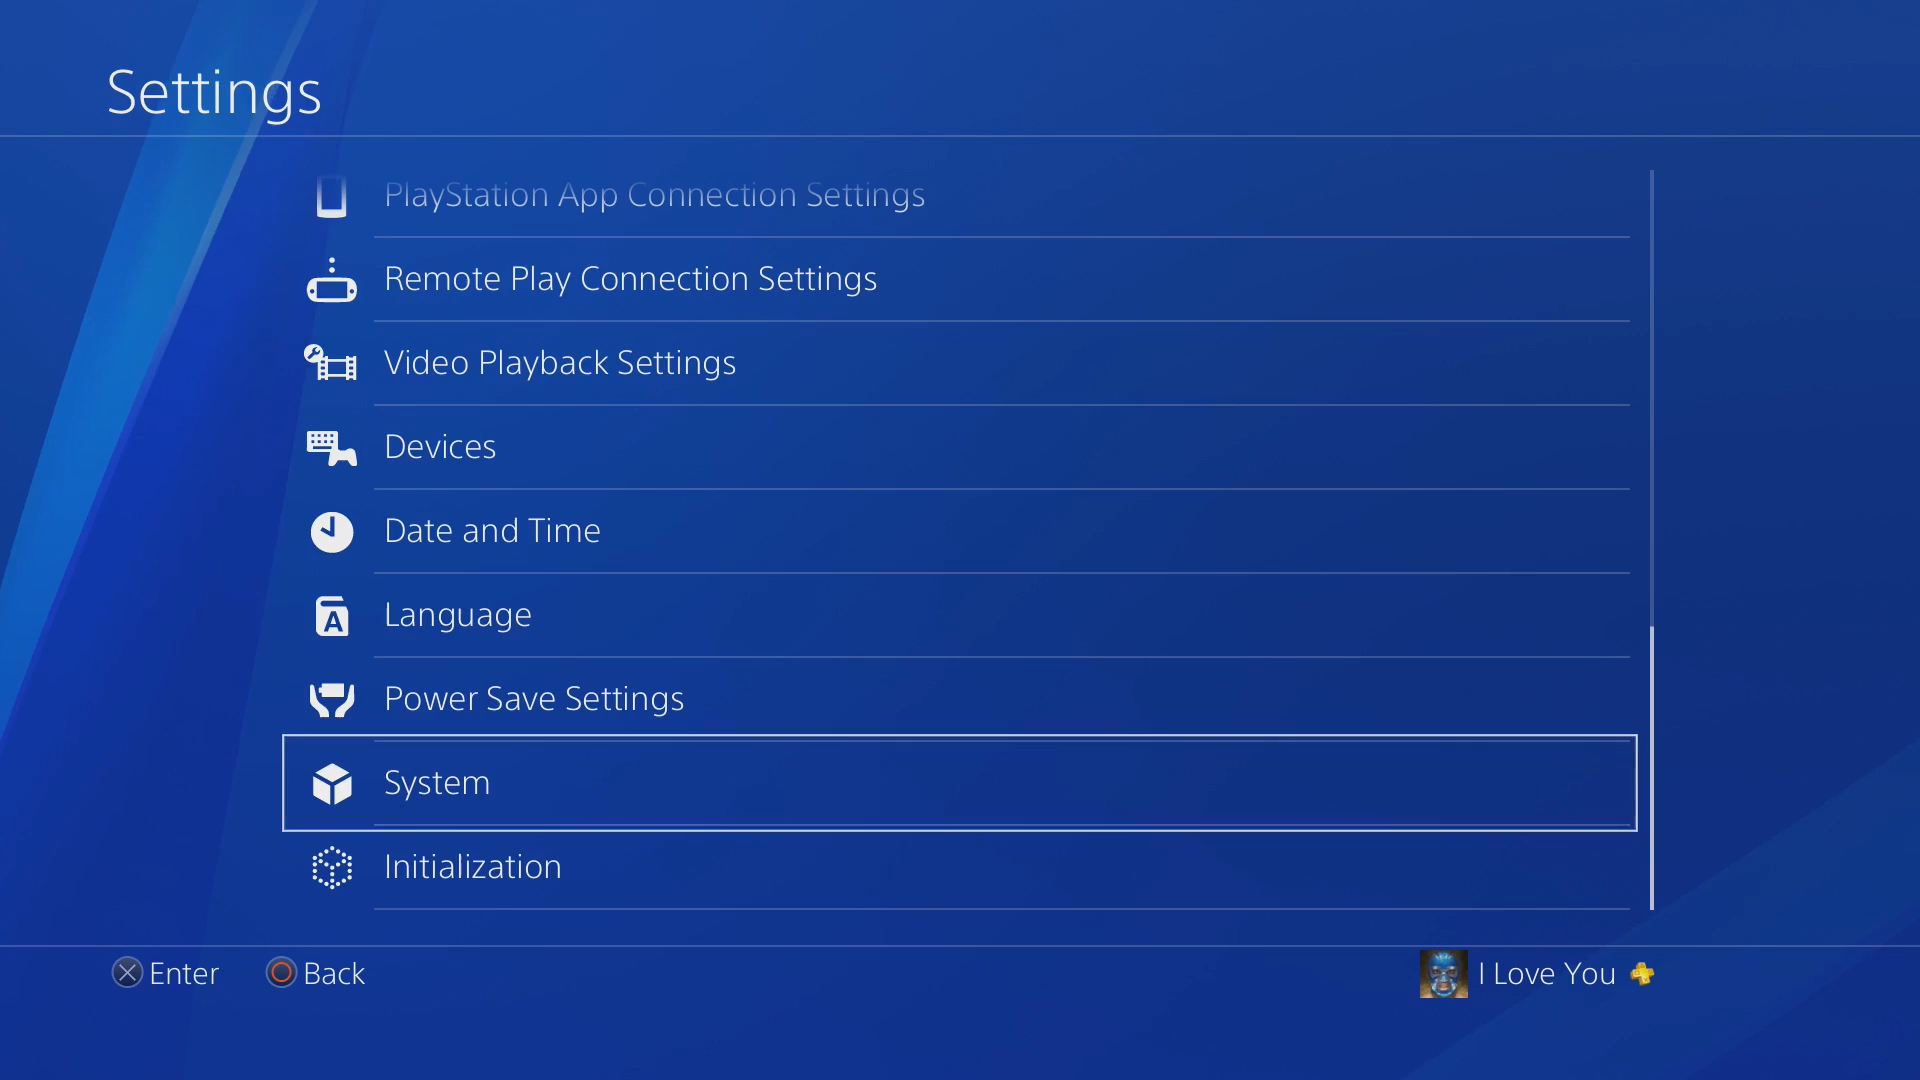 Settings
PlayStation App Connection Settings
Remote Play Connection Settings
Video Playback Settings
Devices
Date and Time
Language
Power Save Settings
System
Initialization
Enter
Back
I Love You